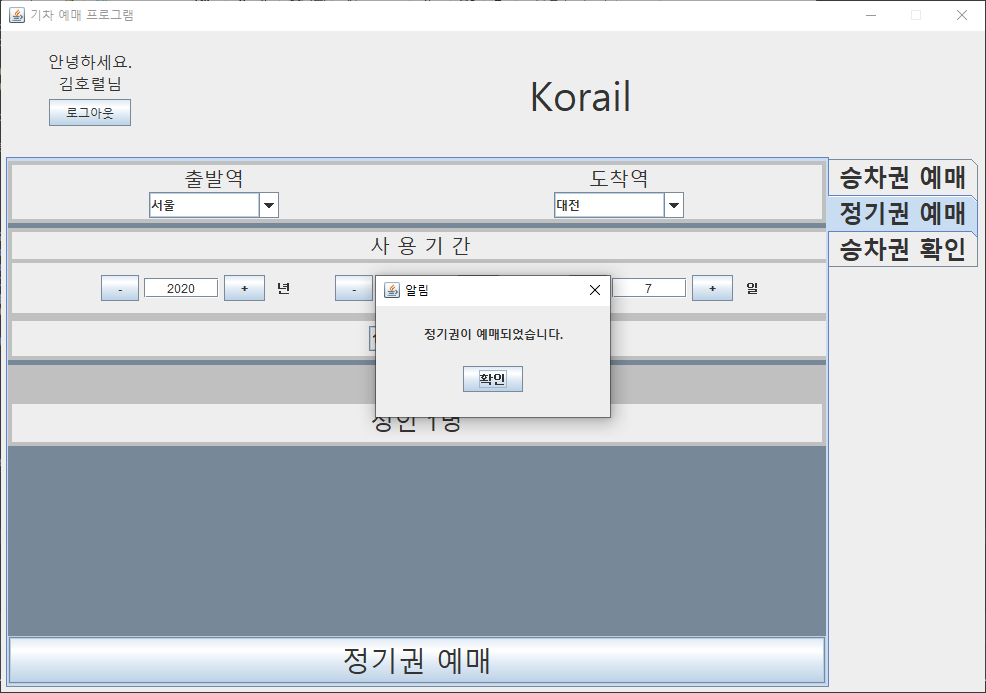 기차 예매 프로그램
안녕하세요.
김호렬님
로그아웃
Korail
출발역
도착역
서울
대전
승차권 예매
정기권 예매
승차권 확인
사 용 기 간
- 2020 + 년 - 7 + 일
알림
정기권이 예매되었습니다.
확인
1명
정기권 예매